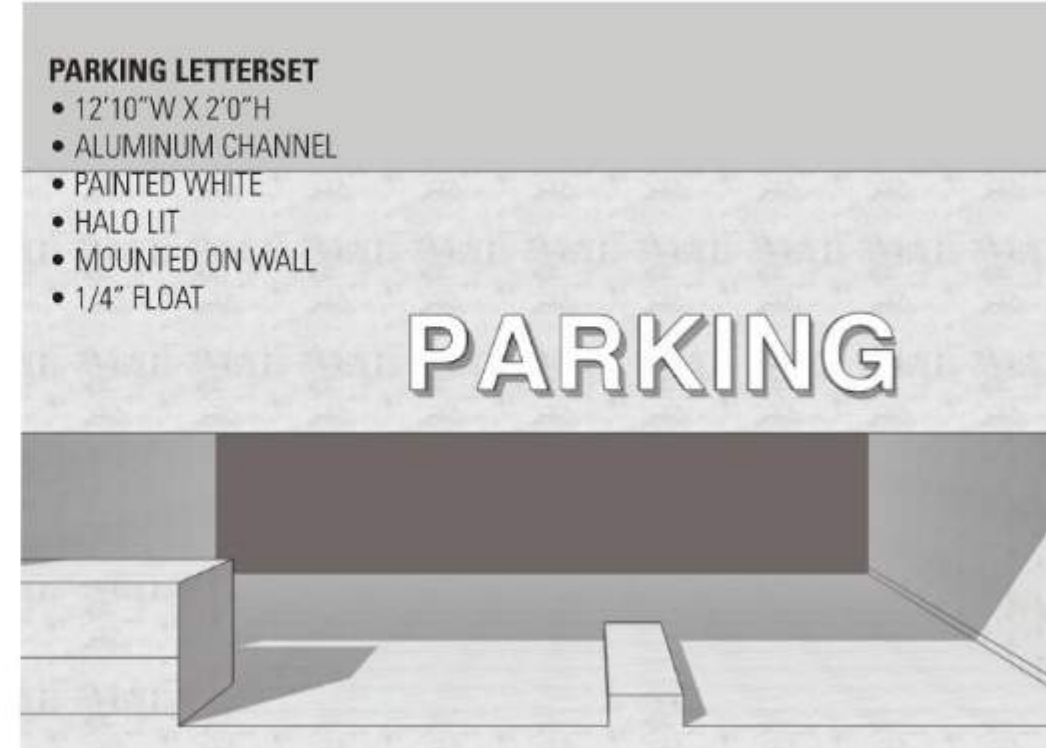 PARKING LETTERSET
• 12'10"W X 2'0"H
• ALUMINUM CHANNEL
• PAINTED WHITE
• HALO LIT
• MOUNTED ON WALL
• 1/4" FLOAT
PARKING